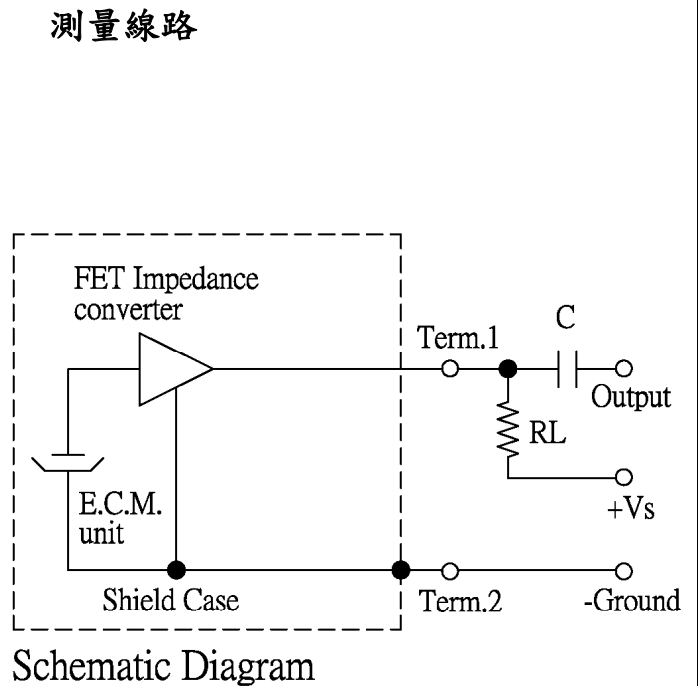 測量線路
FET Impedance
converter
Term.1
C
Output
RL
+Vs
E.C.M.
unit
Shield Case
Term.2
-Ground
Schematic Diagram